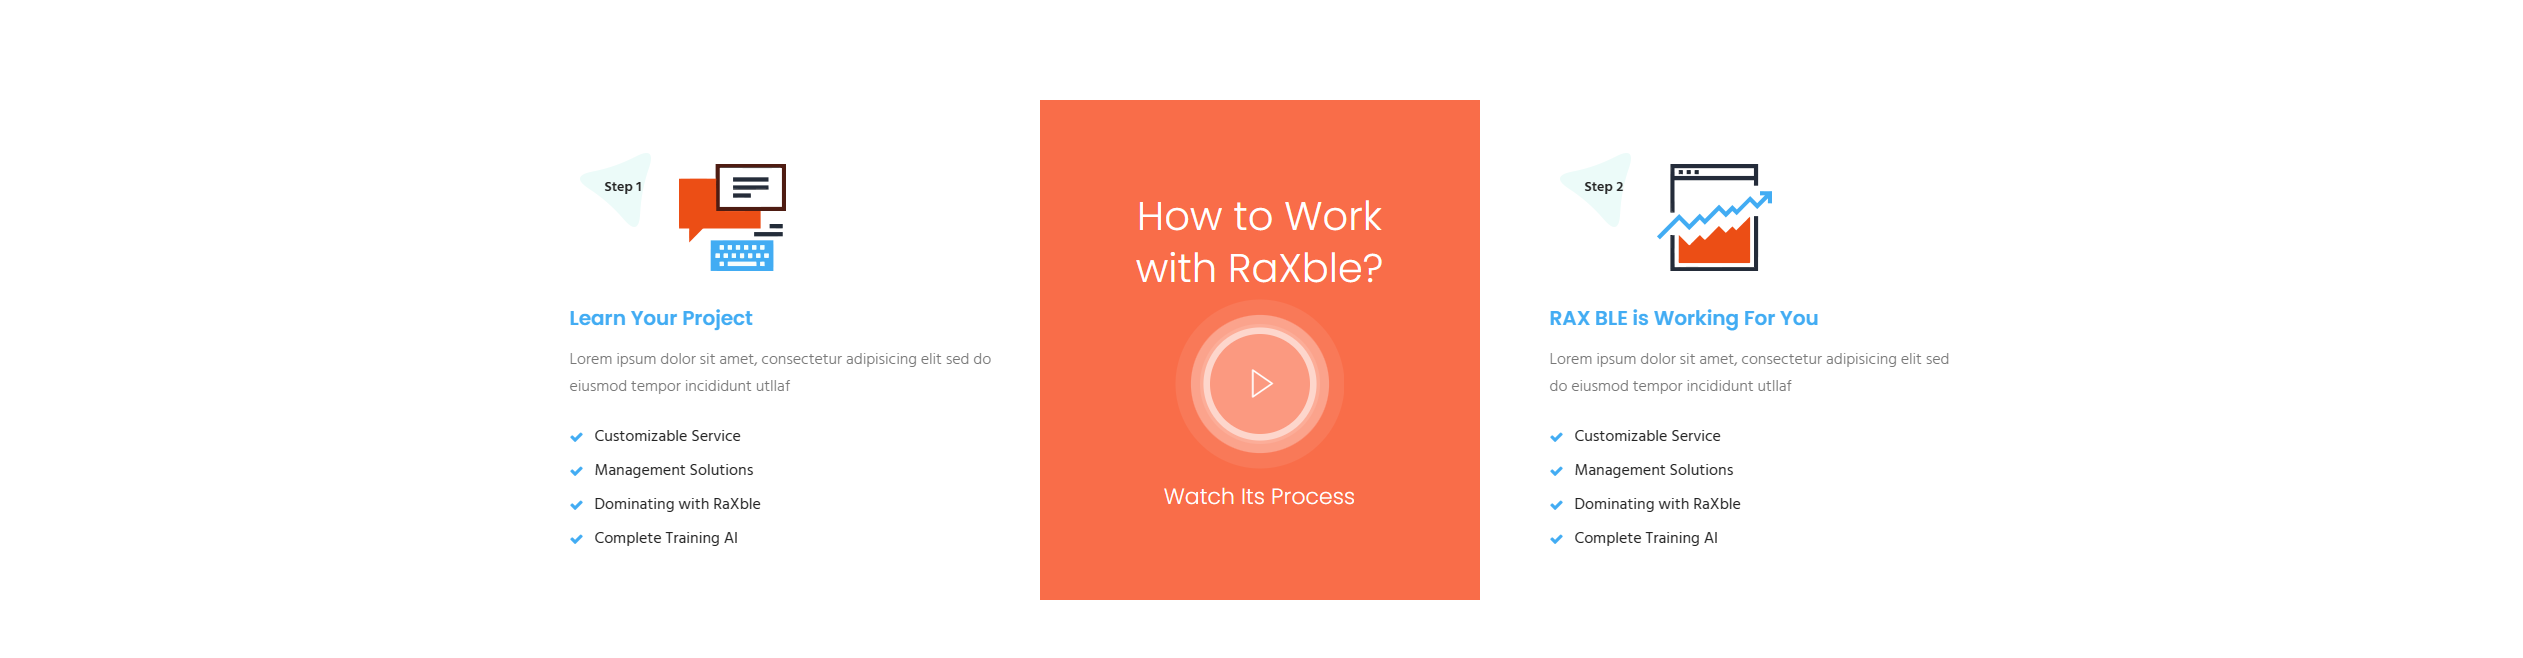 Step 1
Learn Your Project
Lorem ipsum dolor sit amet, consectetur adipisicing elit sed do
eiusmod tempor incididunt utllaf
Customizable Service
Management Solutions
Dominating with RaXble
Complete Training AI
How to Work
with RaXble?
Watch Its Process
Step 2
RAX BLE is Working For You
Lorem ipsum dolor sit amet, consectetur adipisicing elit sed
do eiusmod tempor incididunt utllaf
Customizable Service
Management Solutions
Dominating with RaXble
Complete Training AI